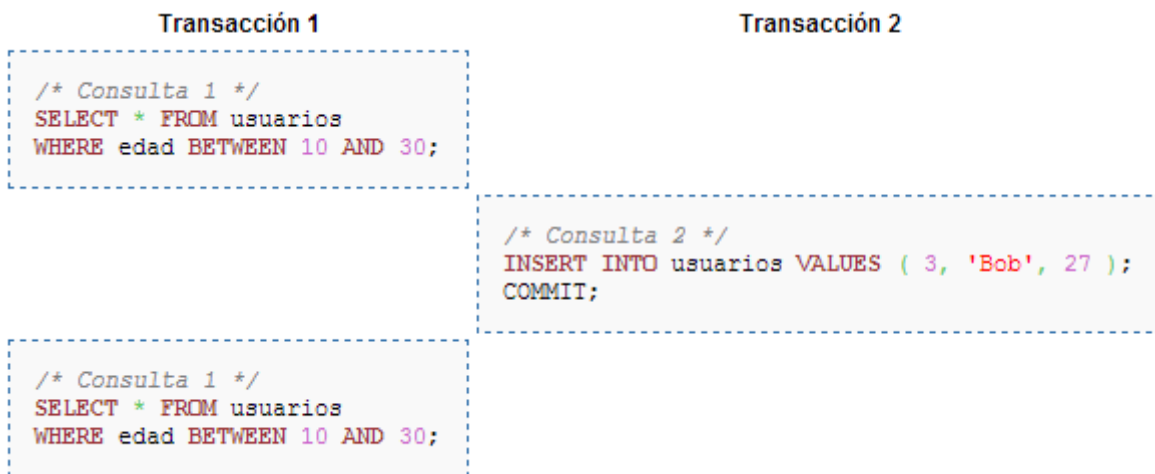 Transacción 1
Transacción 2
/* Consulta 1 */
SELECT * FROM usuarios
WHERE edad BETWEEN 10 AND 30;
/* Consulta 2 */
INSERT INTO usuarios VALUES ( 3, 'Bob', 27 );
COMMIT;
/* Consulta 1 */
SELECT * FROM usuarios
WHERE edad BETWEEN 10 AND 30;